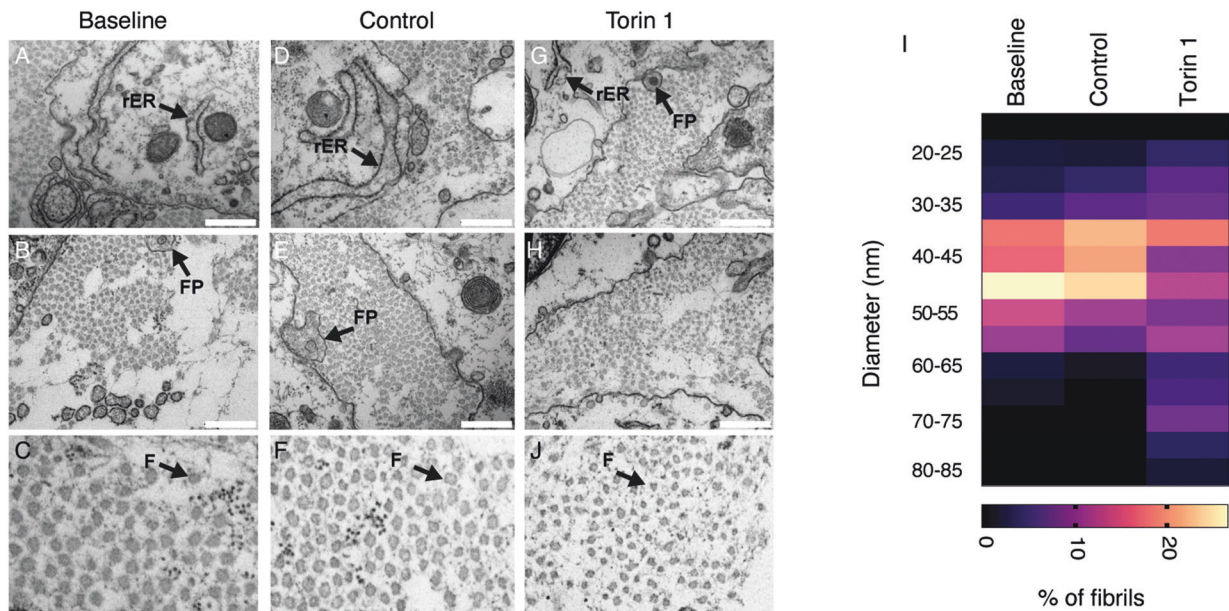 Baseline
Control
Torin 1
A
rER
D
rER
G
rER
FP
B
FP
E
FP
H
C
F
F
F
J
F
I
Baseline
Control
Torin 1
Diameter (nm)
20-25
30-35
40-45
50-55
60-65
70-75
80-85
0
10
20
% of fibrils